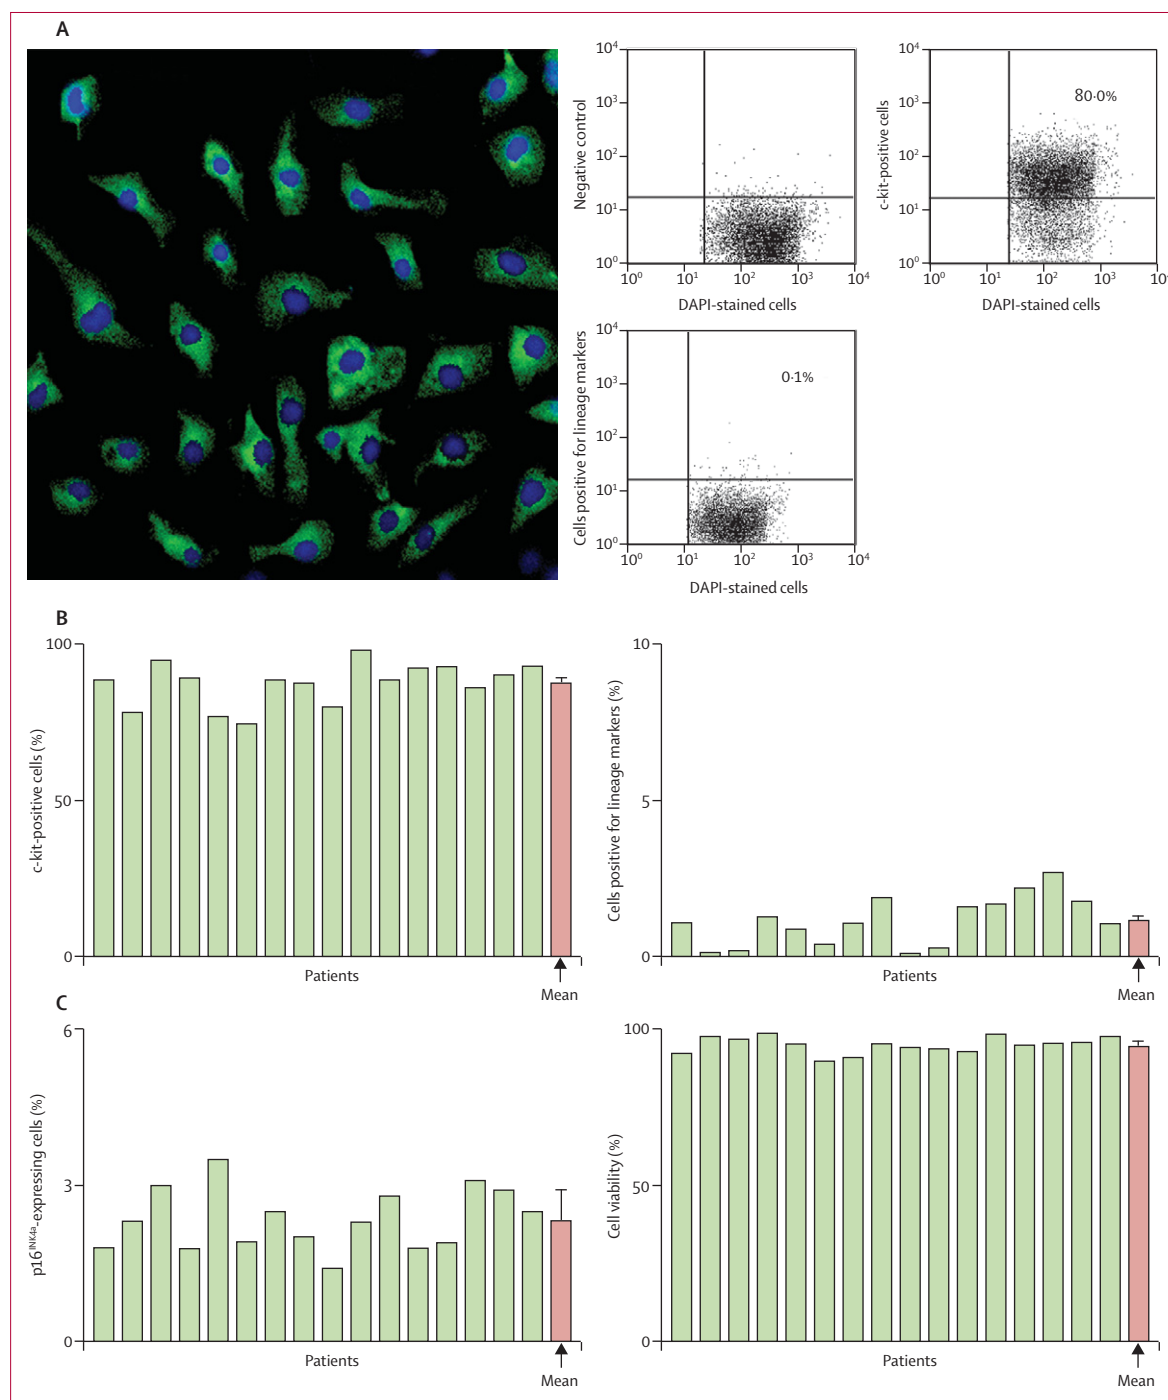 A
Negative control
10⁴
10³
10²
10¹
10⁰
10⁰ 10¹ 10² 10³ 10⁴
DAPI-stained cells
c-kit-positive cells
10⁴
10³
10²
10¹
10⁰
80·0%
10⁰ 10¹ 10² 10³ 10
DAPI-stained cells
Cells positive for lineage markers
10⁴
10³
10²
10¹
10⁰
0·1%
10⁰ 10¹ 10² 10³ 10⁴
DAPI-stained cells
B
c-kit-positive cells (%)
100
50
0
Patients
Mean
Cells positive for lineage markers (%)
10
5
0
Patients
Mean
C
p16ᴵᴺᴷ⁴ᵃ-expressing cells (%)
6
3
0
Patients
Mean
Cell viability (%)
100
50
0
Patients
Mean